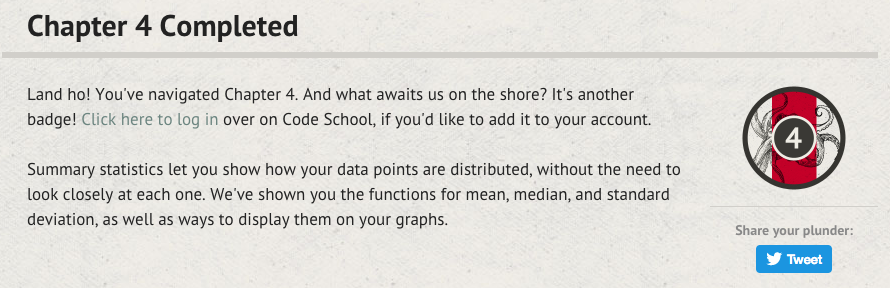 Chapter 4 Completed
Land ho! You've navigated Chapter 4. And what awaits us on the shore? It's another
badge! Click here to log in over on Code School, if you'd like to add it to your account.
Summary statistics let you show how your data points are distributed, without the need to
look closely at each one. We've shown you the functions for mean, median, and standard
deviation, as well as ways to display them on your graphs.
4
Share your plunder:
Tweet